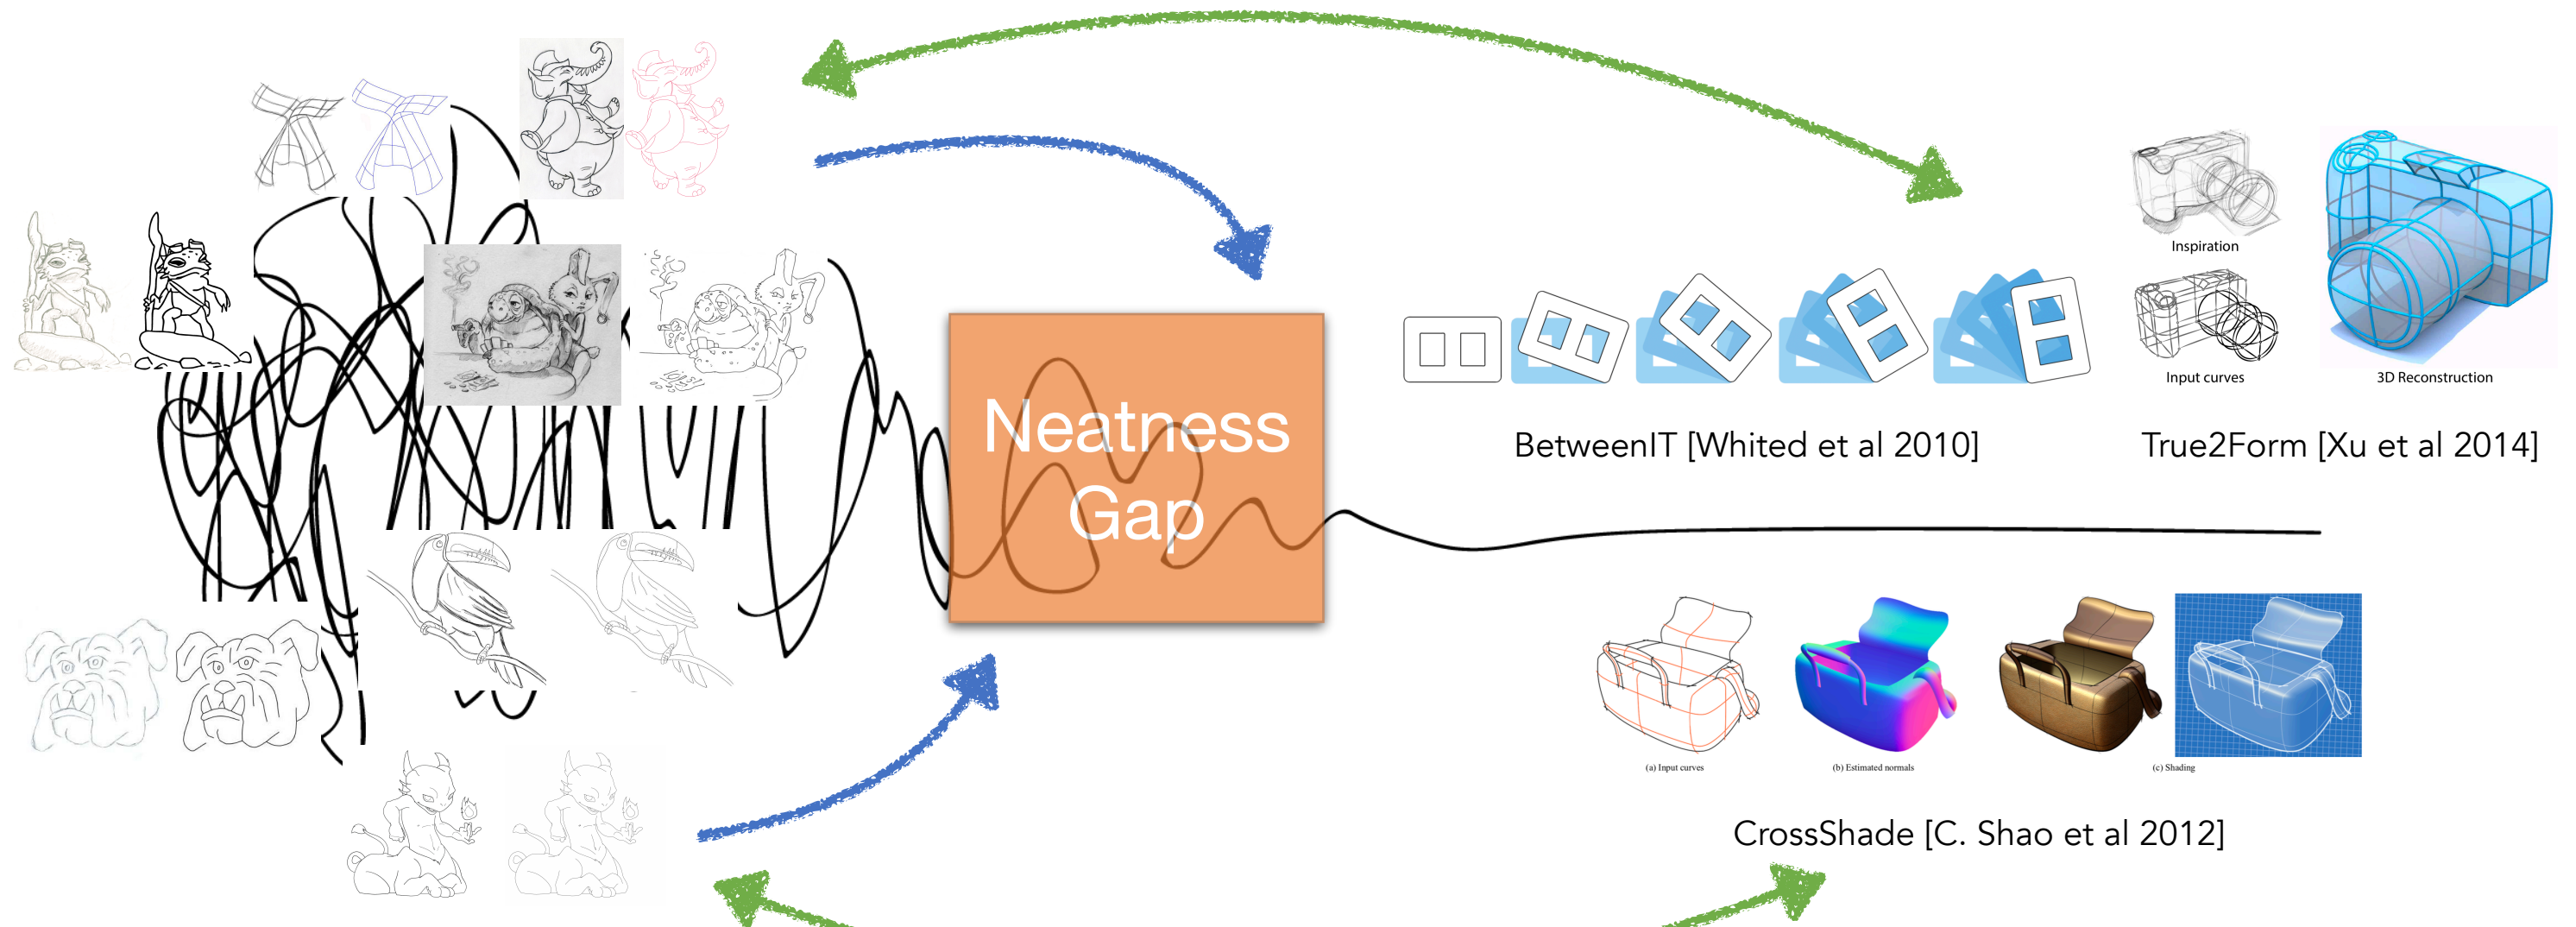 Inspiration
Input curves
3D Reconstruction
Neatness
Gap
BetweenIT [Whited et al 2010]
True2Form [Xu et al 2014]
(a) Input curves
(b) Estimated normals
(c) Shading
CrossShade [C. Shao et al 2012]